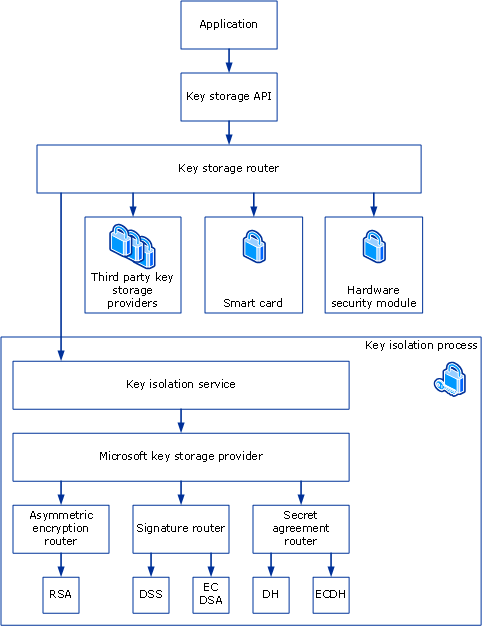 Application
Key storage API
Key storage router
Third party key
storage
providers
Smart card
Hardware
security module
Key isolation process
Key isolation service
Microsoft key storage provider
Asymmetric
encryption
router
Signature router
Secret
agreement
router
RSA
DSS
EC
DSA
DH
ECDH